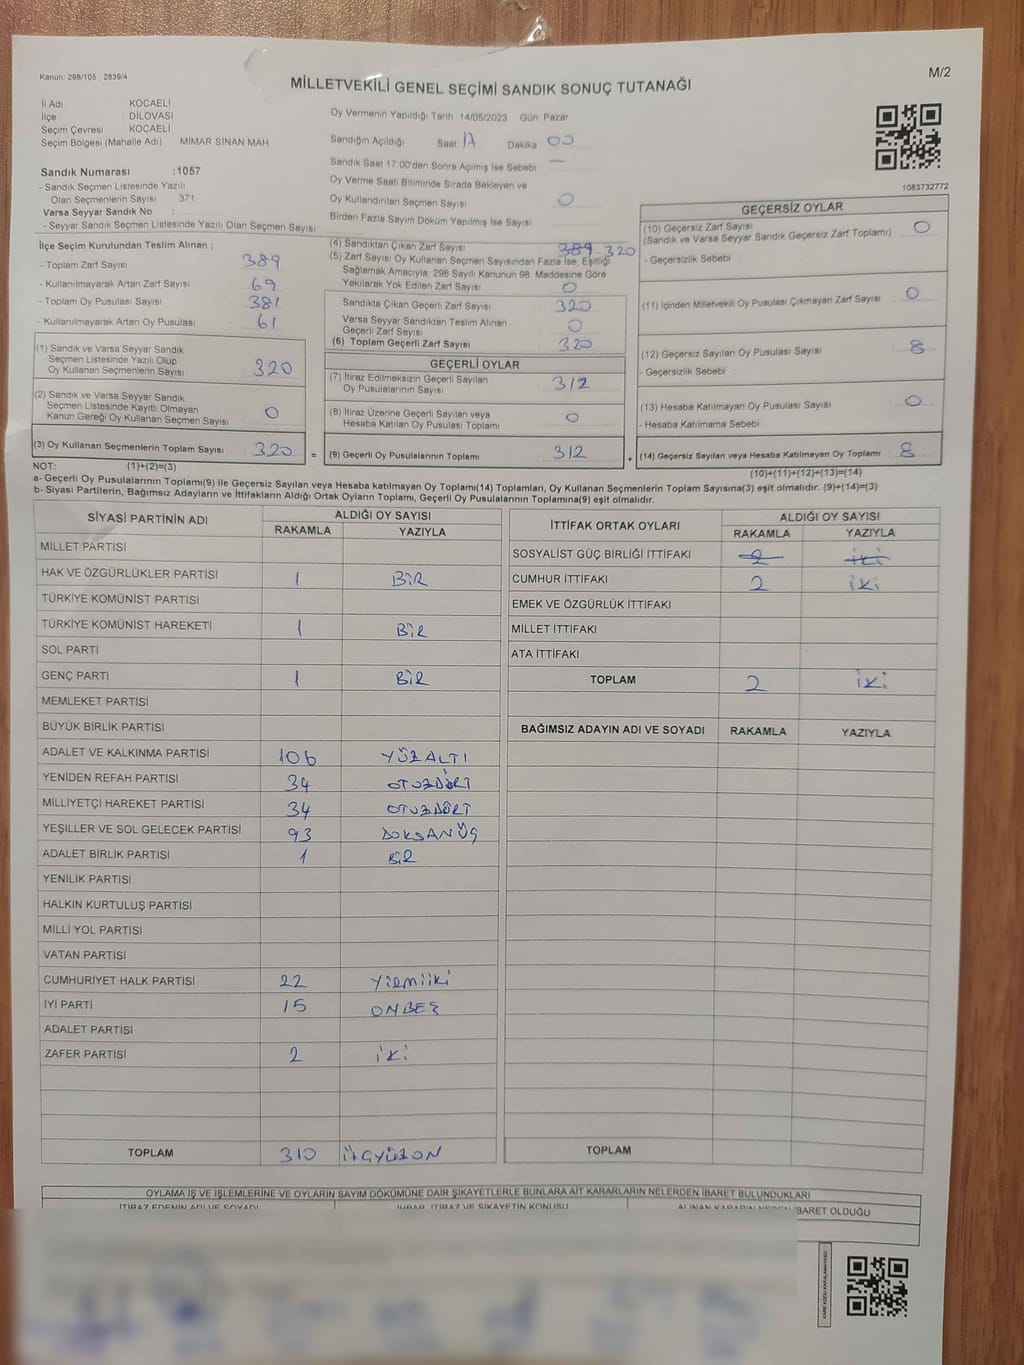 Kanun; 298/105 , 2839/4
M/2
MİLLETVEKİLİ GENEL SEÇİMİ SANDIK SONUÇ TUTANAĞI
İl Adı : KOCAELİ
İlçe : DİLOVASI
Seçim Çevresi : KOCAELİ
Seçim Bölgesi (Mahalle Adı) : MİMAR SİNAN MAH
Sandık Numarası :1057
- Sandık Seçmen Listesinde Yazılı
Olan Seçmenlerin Sayısı : 371
Varsa Seyyar Sandık No :
- Seyyar Sandık Seçmen Listesinde Yazılı Olan Seçmen Sayısı:
Oy Vermenin Yapıldığı Tarih :14/05/2023 Gün: Pazar
Sandığın Açıldığı Saat: 17 Dakika: 00
Sandık Saat 17:00'den Sonra Açmış İse Sebebi : —
Oy Verme Saati Bitiminde Sırada Bekleyen ve
Oy Kullandırılan Seçmen Sayısı : 0
Birden Fazla Sayım Döküm Yapılmış İse Sayısı :
1083732772
İlçe Seçim Kurulundan Teslim Alınan ;
- Toplam Zarf Sayısı : 389
- Kullanılmayarak Artan Zarf Sayısı : 69
- Toplam Oy Pusulası Sayısı : 381
- Kullanılmayarak Artan Oy Pusulası : 61
(1) Sandık ve Varsa Seyyar Sandık
Seçmen Listesinde Yazılı Olup
Oy Kullanan Seçmenlerin Sayısı : 320
(2) Sandık ve Varsa Seyyar Sandık
Seçmen Listesinde Kayıtlı Olmayan
Kanun Gereği Oy Kullanan Seçmen Sayısı : 0
(3) Oy Kullanan Seçmenlerin Toplam Sayısı : 320
(4) Sandıktan Çıkan Zarf Sayısı : 389 320
(5) Zarf Sayısı Oy Kullanan Seçmen Sayısından Fazla İse, Eşitliği
Sağlamak Amacıyla; 298 Sayılı Kanunun 98. Maddesine Göre
Yakılarak Yok Edilen Zarf Sayısı : 0
Sandıkta Çıkan Geçerli Zarf Sayısı : 320
Varsa Seyyar Sandıktan Teslim Alınan
Geçerli Zarf Sayısı : 0
(6) Toplam Geçerli Zarf Sayısı : 320
GEÇERLİ OYLAR
(7) İtiraz Edilmeksizin Geçerli Sayılan
Oy Pusulalarının Sayısı : 312
(8) İtiraz Üzerine Geçerli Sayılan veya
Hesaba Katılan Oy Pusulası Toplamı : 0
= (9) Geçerli Oy Pusulalarının Toplamı : 312
GEÇERSİZ OYLAR
(10) Geçersiz Zarf Sayısı
(Sandık ve Varsa Seyyar Sandık Geçersiz Zarf Toplamı) : 0
- Geçersizlik Sebebi :
(11) İçinden Milletvekili Oy Pusulası Çıkmayan Zarf Sayısı : 0
(12) Geçersiz Sayılan Oy Pusulası Sayısı : 8
- Geçersizlik Sebebi :
(13) Hesaba Katılmayan Oy Pusulası Sayısı : 0
- Hesaba Katılmama Sebebi :
+ (14) Geçersiz Sayılan veya Hesaba Katılmayan Oy Toplamı : 8
NOT: (1)+(2)=(3) (10)+(11)+(12)+(13)=(14)
a- Geçerli Oy Pusulalarının Toplamı(9) ile Geçersiz Sayılan veya Hesaba katılmayan Oy Toplamı(14) Toplamları, Oy Kullanan Seçmenlerin Toplam Sayısına(3) eşit olmalıdır. (9)+(14)=(3)
b- Siyasi Partilerin, Bağımsız Adayların ve İttifakların Aldığı Ortak Oyların Toplamı, Geçerli Oy Pusulalarının Toplamına(9) eşit olmalıdır.
SİYASİ PARTİNİN ADI ALDIĞI OY SAYISI
RAKAMLA YAZIYLA
MİLLET PARTİSİ
HAK VE ÖZGÜRLÜKLER PARTİSİ 1 BİR
TÜRKİYE KOMÜNİST PARTİSİ
TÜRKİYE KOMÜNİST HAREKETİ 1 BİR
SOL PARTİ
GENÇ PARTİ 1 BİR
MEMLEKET PARTİSİ
BÜYÜK BİRLİK PARTİSİ
ADALET VE KALKINMA PARTİSİ 106 YÜZALTI
YENİDEN REFAH PARTİSİ 34 OTUZDÖRT
MİLLİYETÇİ HAREKET PARTİSİ 34 OTUZDÖRT
YEŞİLLER VE SOL GELECEK PARTİSİ 93 DOKSANÜÇ
ADALET BİRLİK PARTİSİ 1 BİR
YENİLİK PARTİSİ
HALKIN KURTULUŞ PARTİSİ
MİLLİ YOL PARTİSİ
VATAN PARTİSİ
CUMHURİYET HALK PARTİSİ 22 YİRMİİKİ
İYİ PARTİ 15 ONBEŞ
ADALET PARTİSİ
ZAFER PARTİSİ 2 İKİ
TOPLAM 310 ÜÇYÜZON
İTTİFAK ORTAK OYLARI ALDIĞI OY SAYISI
RAKAMLA YAZIYLA
SOSYALİST GÜÇ BİRLİĞİ İTTİFAKI 2 İKİ
CUMHUR İTTİFAKI 2 İKİ
EMEK VE ÖZGÜRLÜK İTTİFAKI
MİLLET İTTİFAKI
ATA İTTİFAKI
TOPLAM 2 İKİ
BAĞIMSIZ ADAYIN ADI VE SOYADI RAKAMLA YAZIYLA
TOPLAM
OYLAMA İŞ VE İŞLEMLERİNE VE OYLARIN SAYIM DÖKÜMÜNE DAİR ŞİKAYETLERLE BUNLARA AİT KARARLARIN NELERDEN İBARET BULUNDUKLARI
İTİRAZ EDENİN ADI VE SOYADI İHBAR, İTİRAZ VE ŞİKAYETİN KONUSU ALINAN KARARIN NEDEN İBARET OLDUĞU
KARE KODU KARALAMAYINIZ!